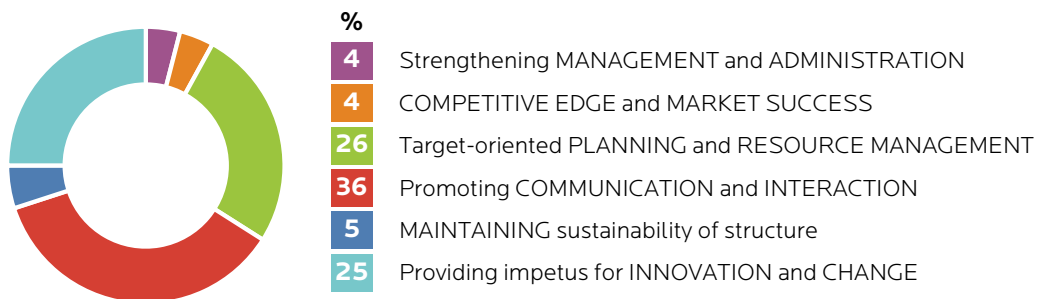 %
4 Strengthening MANAGEMENT and ADMINISTRATION
4 COMPETITIVE EDGE and MARKET SUCCESS
26 Target-oriented PLANNING and RESOURCE MANAGEMENT
36 Promoting COMMUNICATION and INTERACTION
5 MAINTAINING sustainability of structure
25 Providing impetus for INNOVATION and CHANGE